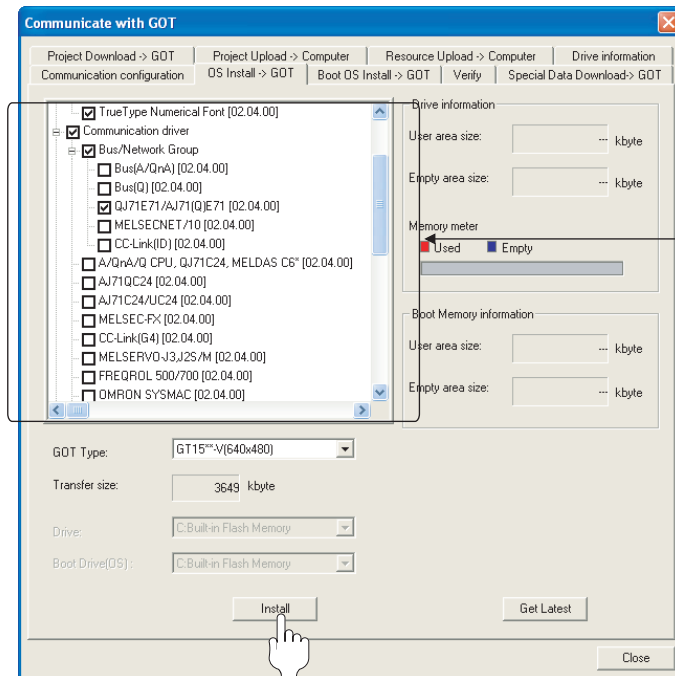 Communicate with GOT
Project Download -> GOT
Project Upload -> Computer
Resource Upload -> Computer
Drive information
Communication configuration
OS Install -> GOT
Boot OS Install -> GOT
Verify
Special Data Download-> GOT
TrueType Numerical Font [02.04.00]
Communication driver
Bus/Network Group
Bus(A/QnA) [02.04.00]
Bus(Q) [02.04.00]
QJ71E71/AJ71(Q)E71 [02.04.00]
MELSECNET/10 [02.04.00]
CC-Link(ID) [02.04.00]
A/QnA/Q CPU, QJ71C24, MELDAS C6* [02.04.00]
AJ71QC24 [02.04.00]
AJ71C24/UC24 [02.04.00]
MELSEC-FX [02.04.00]
CC-Link(G4) [02.04.00]
MELSERVO-J3,J2S/M [02.04.00]
FREQROL 500/700 [02.04.00]
OMRON SYSMAC [02.04.00]
Drive information
User area size: --- kbyte
Empty area size: --- kbyte
Memory meter
Used Empty
Boot Memory information
User area size: --- kbyte
Empty area size: --- kbyte
GOT Type: GT15**-V(640x480)
Transfer size: 3649 kbyte
Drive: C:Built-in Flash Memory
Boot Drive(OS) : C:Built-in Flash Memory
Install
Get Latest
Close